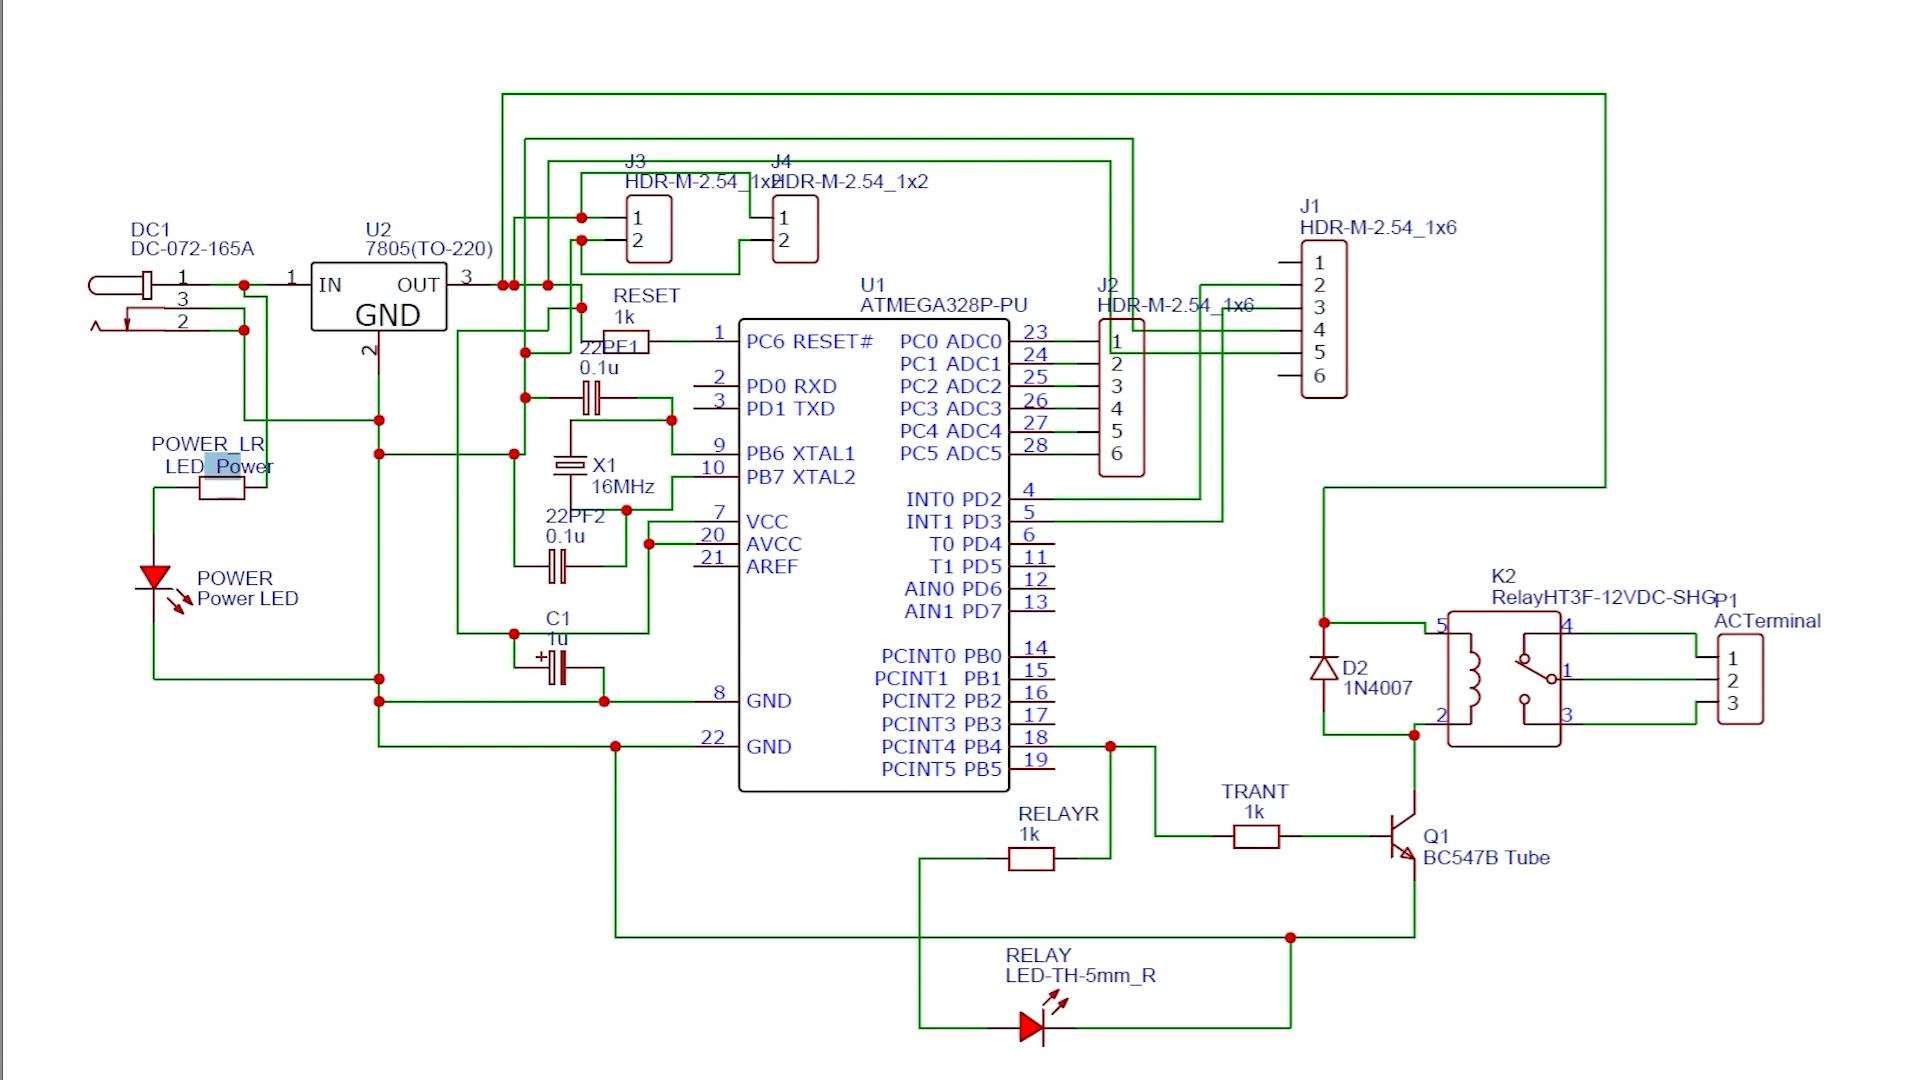 J3
HDR-M-2.54_1x2
1
2
J4
HDR-M-2.54_1x2
1
2
J1
HDR-M-2.54_1x6
1
2
3
4
5
6
DC1
DC-072-165A
1
3
2
U2
7805(TO-220)
1 IN OUT 3
GND
2
RESET
1k
22PF1
0.1u
X1
16MHz
22PF2
0.1u
C1
1u
+
POWER_LR
LED_Power
POWER
Power LED
U1
ATMEGA328P-PU
1 PC6 RESET#
2 PD0 RXD
3 PD1 TXD
9 PB6 XTAL1
10 PB7 XTAL2
7 VCC
20 AVCC
21 AREF
8 GND
22 GND
PC0 ADC0 23
PC1 ADC1 24
PC2 ADC2 25
PC3 ADC3 26
PC4 ADC4 27
PC5 ADC5 28
INT0 PD2 4
INT1 PD3 5
T0 PD4 6
T1 PD5 11
AIN0 PD6 12
AIN1 PD7 13
PCINT0 PB0 14
PCINT1 PB1 15
PCINT2 PB2 16
PCINT3 PB3 17
PCINT4 PB4 18
PCINT5 PB5 19
J2
HDR-M-2.54_1x6
1
2
3
4
5
6
K2
RelayHT3F-12VDC-SHG
5
2
4
1
3
P1
ACTerminal
1
2
3
D2
1N4007
TRANT
1k
Q1
BC547B Tube
RELAYR
1k
RELAY
LED-TH-5mm_R